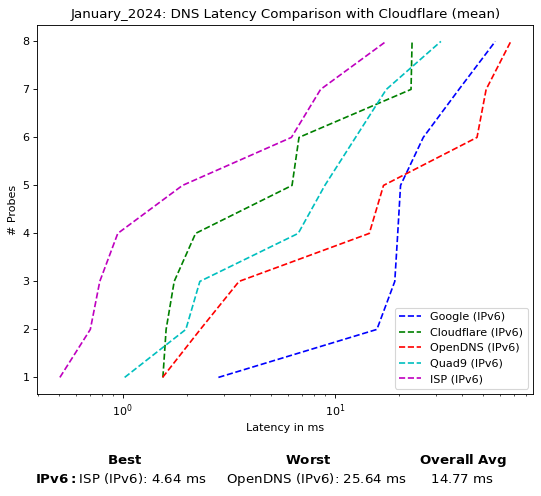 January_2024: DNS Latency Comparison with Cloudflare (mean)
8
7
6
5
4
3
2
1
# Probes
Google (IPv6)
Cloudflare (IPv6)
OpenDNS (IPv6)
Quad9 (IPv6)
ISP (IPv6)
10⁰ 10¹
Latency in ms
Best Worst Overall Avg
IPv6: ISP (IPv6): 4.64 ms OpenDNS (IPv6): 25.64 ms 14.77 ms